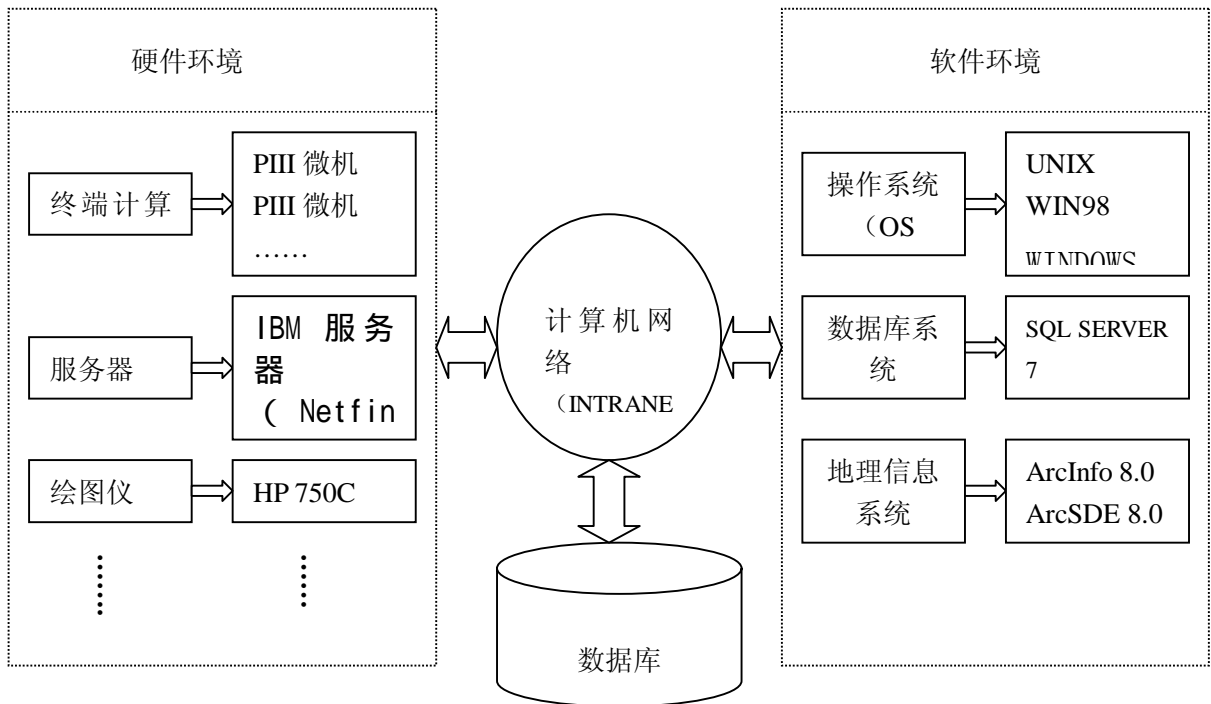 硬件环境
终端计算
PIII 微机
PIII 微机
……
服务器
IBM 服务
器
( Netfin
绘图仪
HP 750C
计算机网
络
（INTRANE
数据库
软件环境
操作系统
（OS
UNIX
WIN98
WINDOWS
数据库系
统
SQL SERVER
7
地理信息
系统
ArcInfo 8.0
ArcSDE 8.0